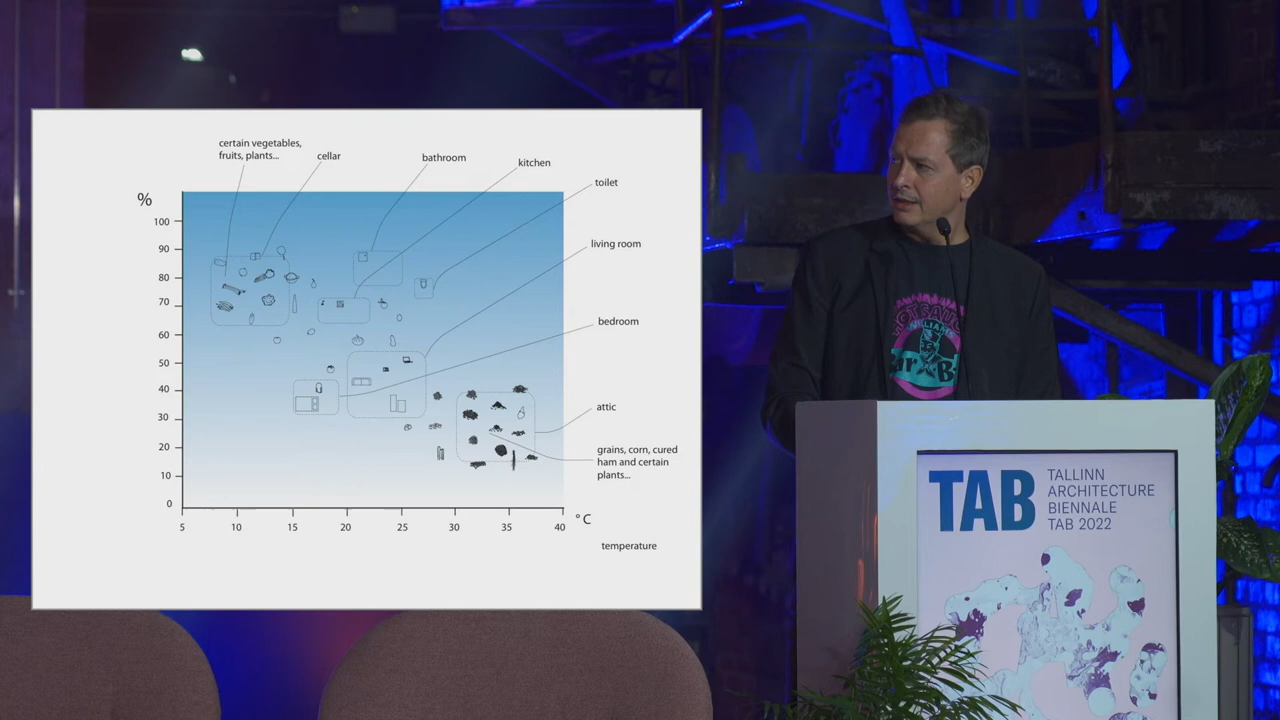 certain vegetables,
fruits, plants...
cellar
bathroom
kitchen
toilet
%
100
90
80
70
60
50
40
30
20
10
0
living room
bedroom
attic
grains, corn, cured
ham and certain
plants...
5
10
15
20
25
30
35
40
°C
temperature
WILLIAMS
TAB
TALLINN
ARCHITECTURE
BIENNALE
TAB 2022